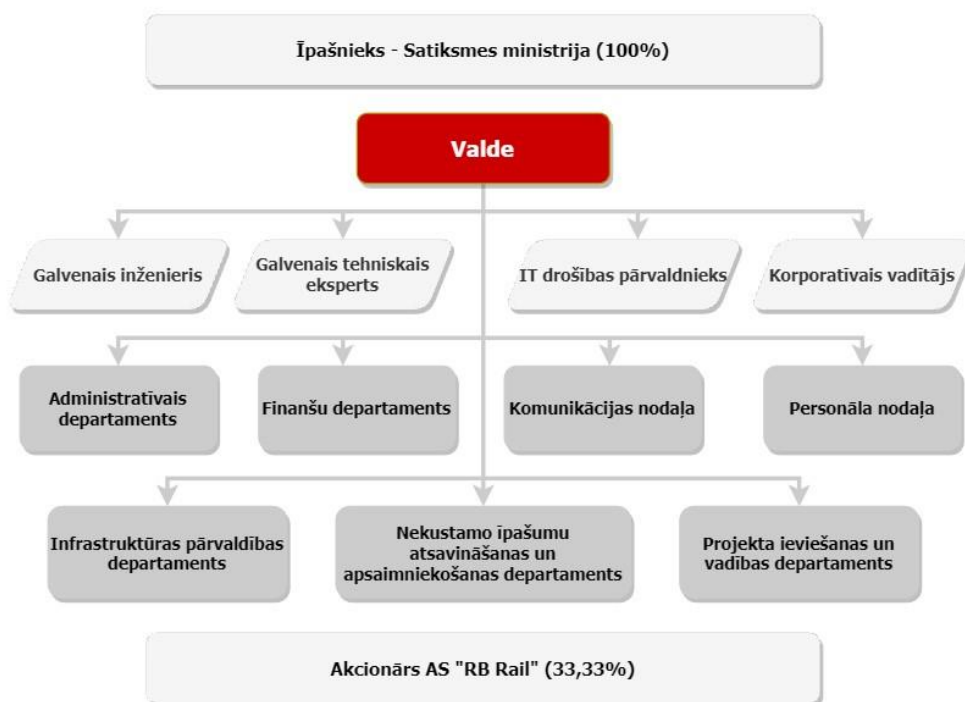 Īpašnieks - Satiksmes ministrija (100%)
Valde
Galvenais inženieris
Galvenais tehniskais
eksperts
IT drošības pārvaldnieks
Korporatīvais vadītājs
Administratīvais
departaments
Finanšu departaments
Komunikācijas nodaļa
Personāla nodaļa
Infrastruktūras pārvaldības
departaments
Nekustamo īpašumu
atsavināšanas un
apsaimniekošanas departaments
Projekta ieviešanas un
vadības departaments
Akcionārs AS "RB Rail" (33,33%)